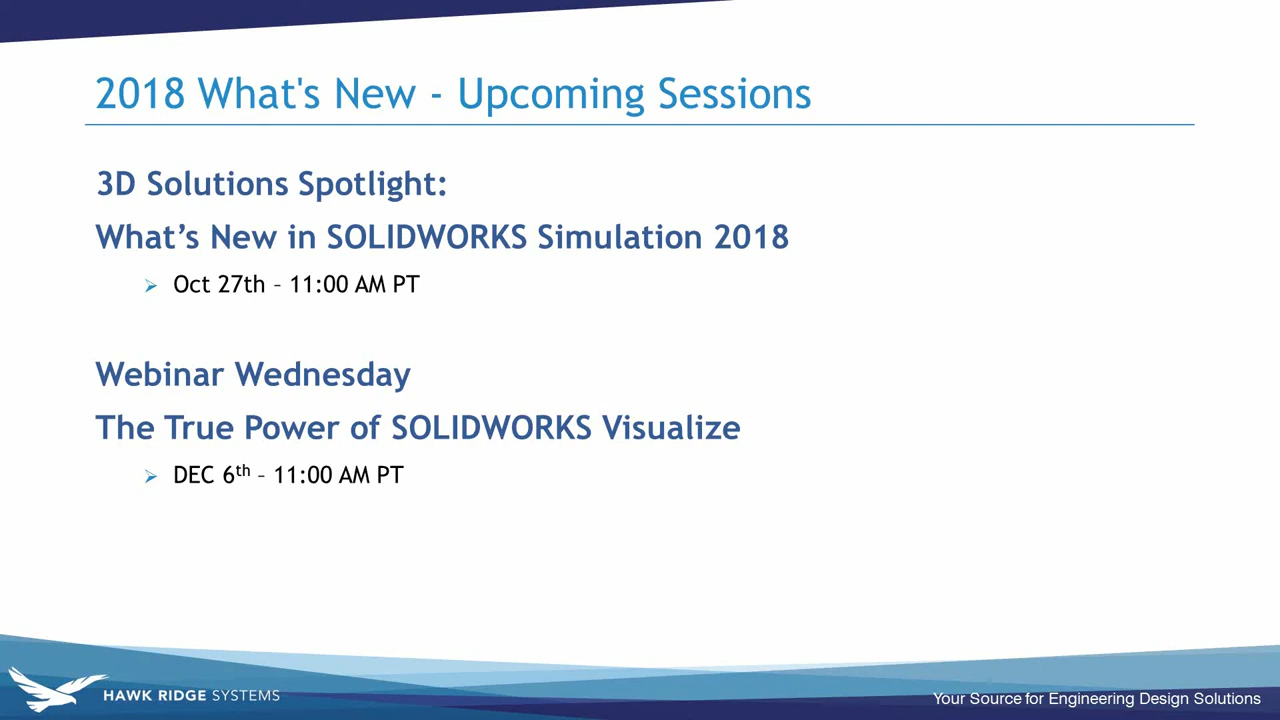 2018 What's New - Upcoming Sessions
3D Solutions Spotlight:
What’s New in SOLIDWORKS Simulation 2018
Oct 27th – 11:00 AM PT
Webinar Wednesday
The True Power of SOLIDWORKS Visualize
DEC 6th – 11:00 AM PT
HAWK RIDGE SYSTEMS
Your Source for Engineering Design Solutions